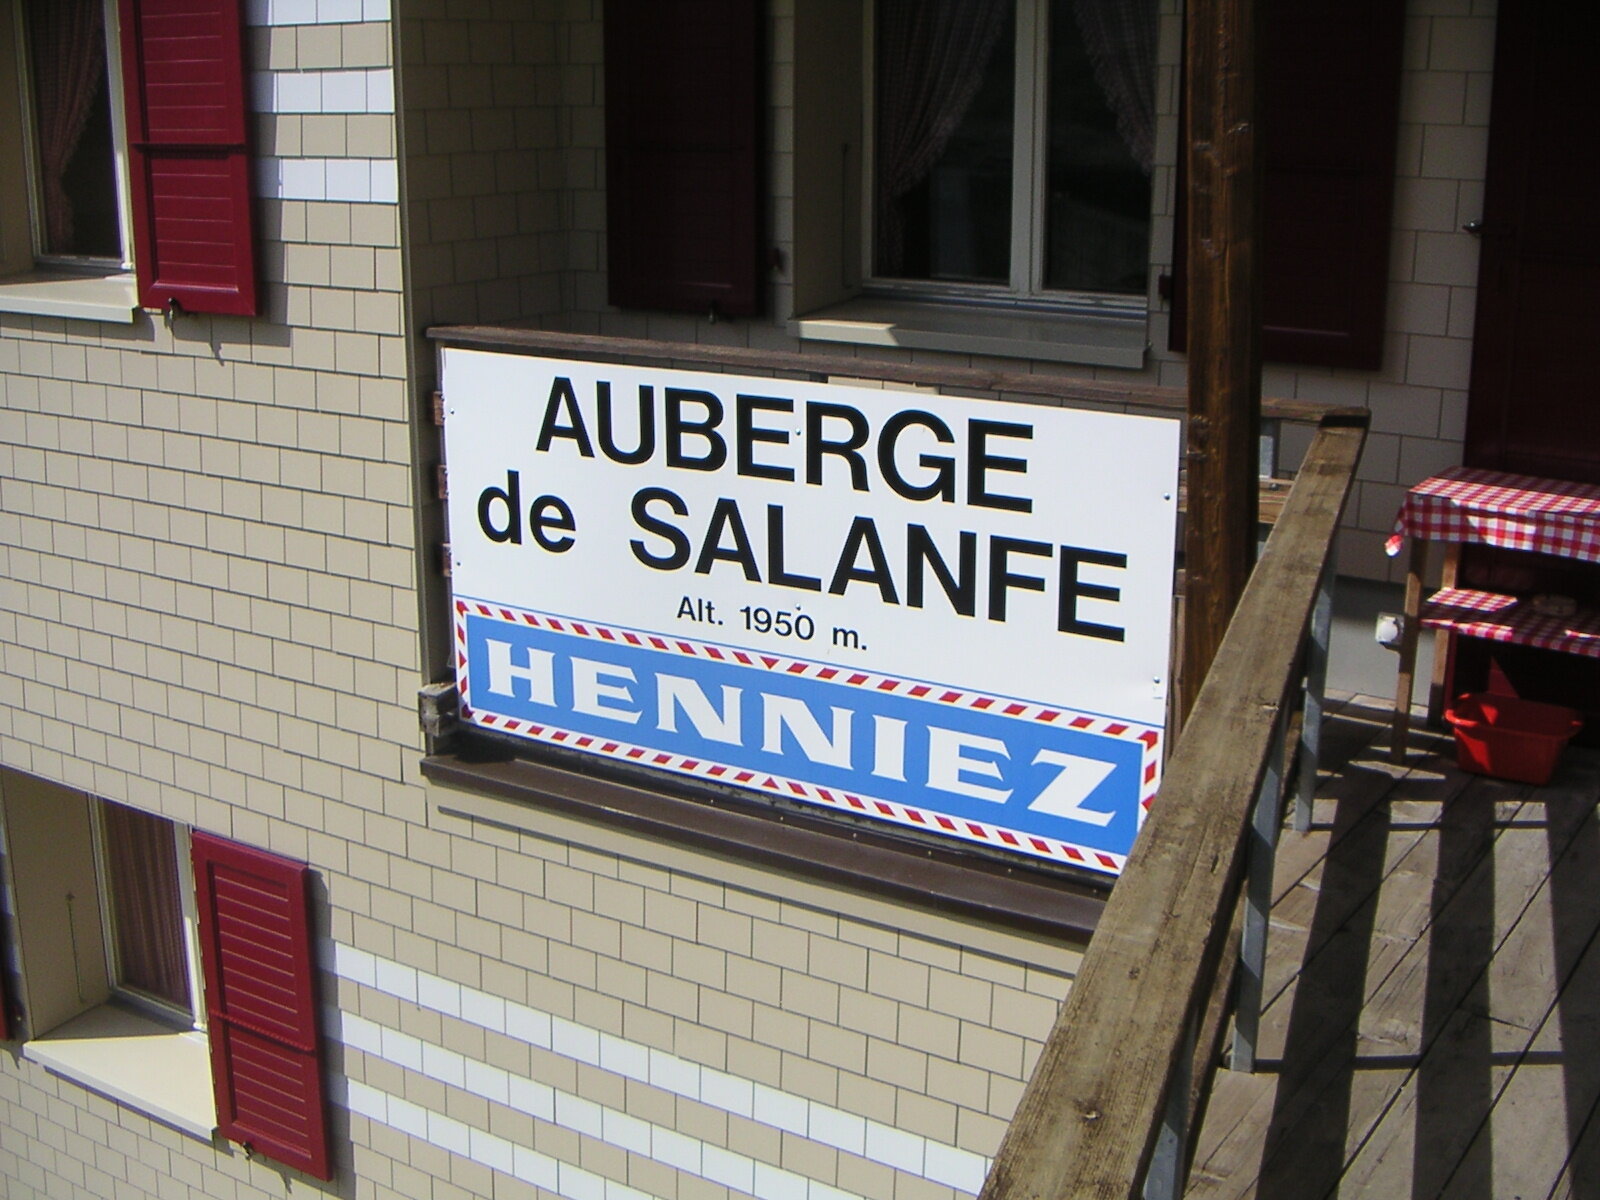 AUBERGE
de SALANFE
Alt. 1950 m.
HENNIEZ